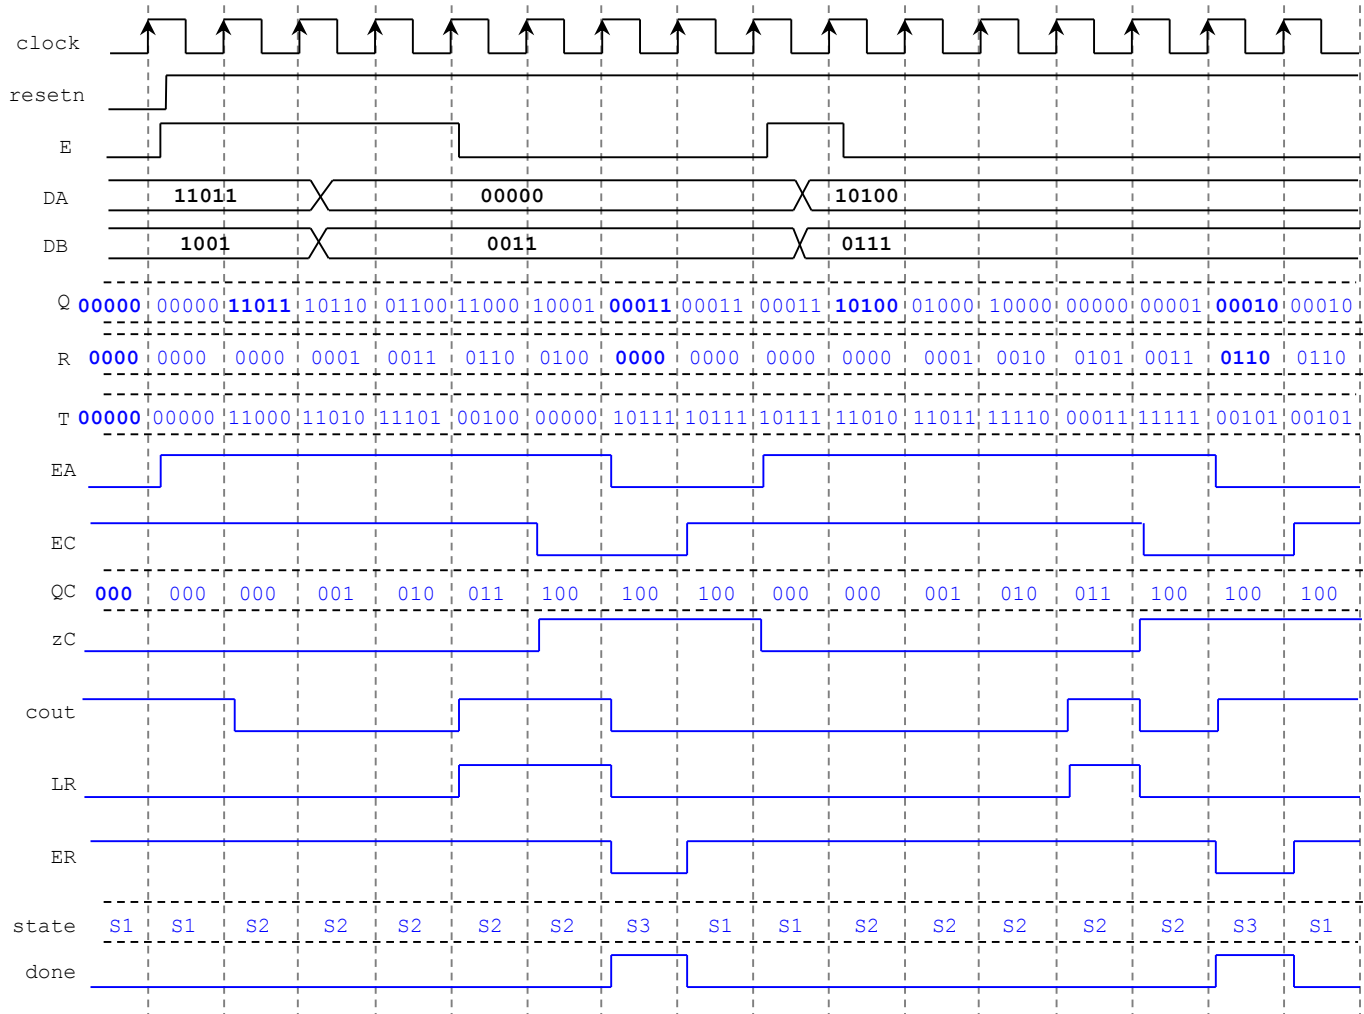 clock
resetn
E
DA 11011 00000 10100
DB 1001 0011 0111
Q 00000 00000 11011 10110 01100 11000 10001 00011 00011 00011 10100 01000 10000 00000 00001 00010 00010
R 0000 0000 0000 0001 0011 0110 0100 0000 0000 0000 0000 0001 0010 0101 0011 0110 0110
T 00000 00000 11000 11010 11101 00100 00000 10111 10111 10111 11010 11011 11110 00011 11111 00101 00101
EA
EC
QC 000 000 000 001 010 011 100 100 100 000 000 001 010 011 100 100 100
zC
cout
LR
ER
state S1 S1 S2 S2 S2 S2 S2 S3 S1 S1 S2 S2 S2 S2 S2 S3 S1
done